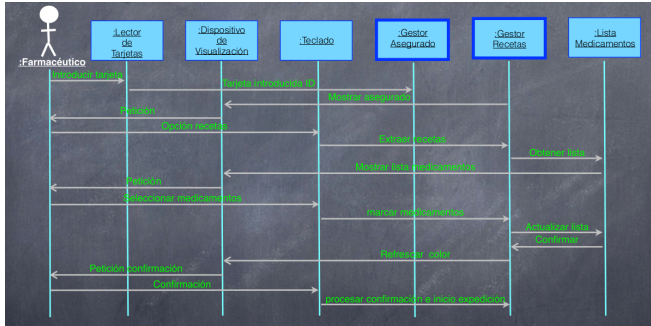 :Lector
de
Tarjetas
:Dispositivo
de
Visualización
:Teclado
:Gestor
Asegurado
:Gestor
Recetas
:Lista
Medicamentos
:Farmacéutico
Introducir tarjeta
Tarjeta introducida ID
Mostrar asegurado
Petición
Opción recetas
Extraer recetas
Obtener lista
Mostrar lista medicamentos
Petición
Seleccionar medicamentos
marcar medicamentos
Actualizar lista
Confirmar
Refrescar color
Petición confirmación
Confirmación
procesar confirmación e inicio expedición